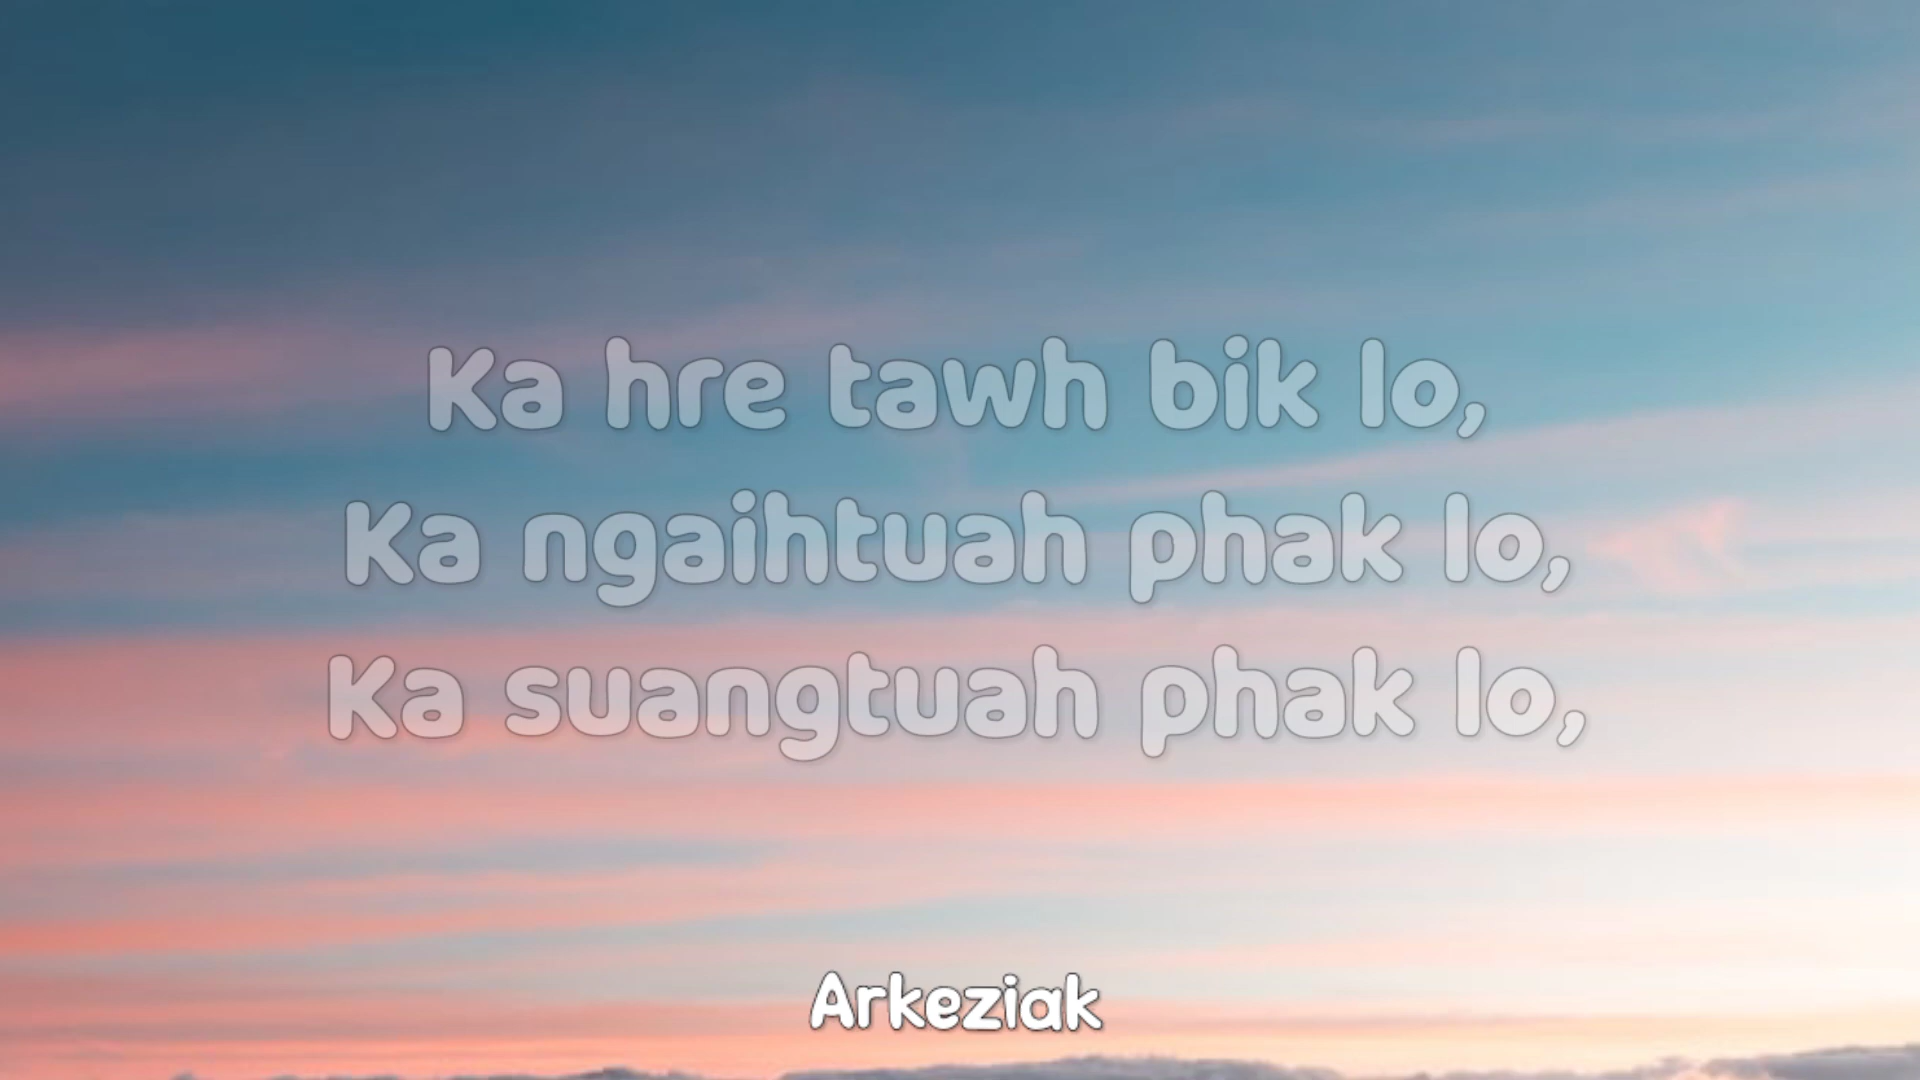 Ka hre tawh bik lo,
Ka ngaihtuah phak lo,
Ka suangtuah phak lo,
Arkeziak